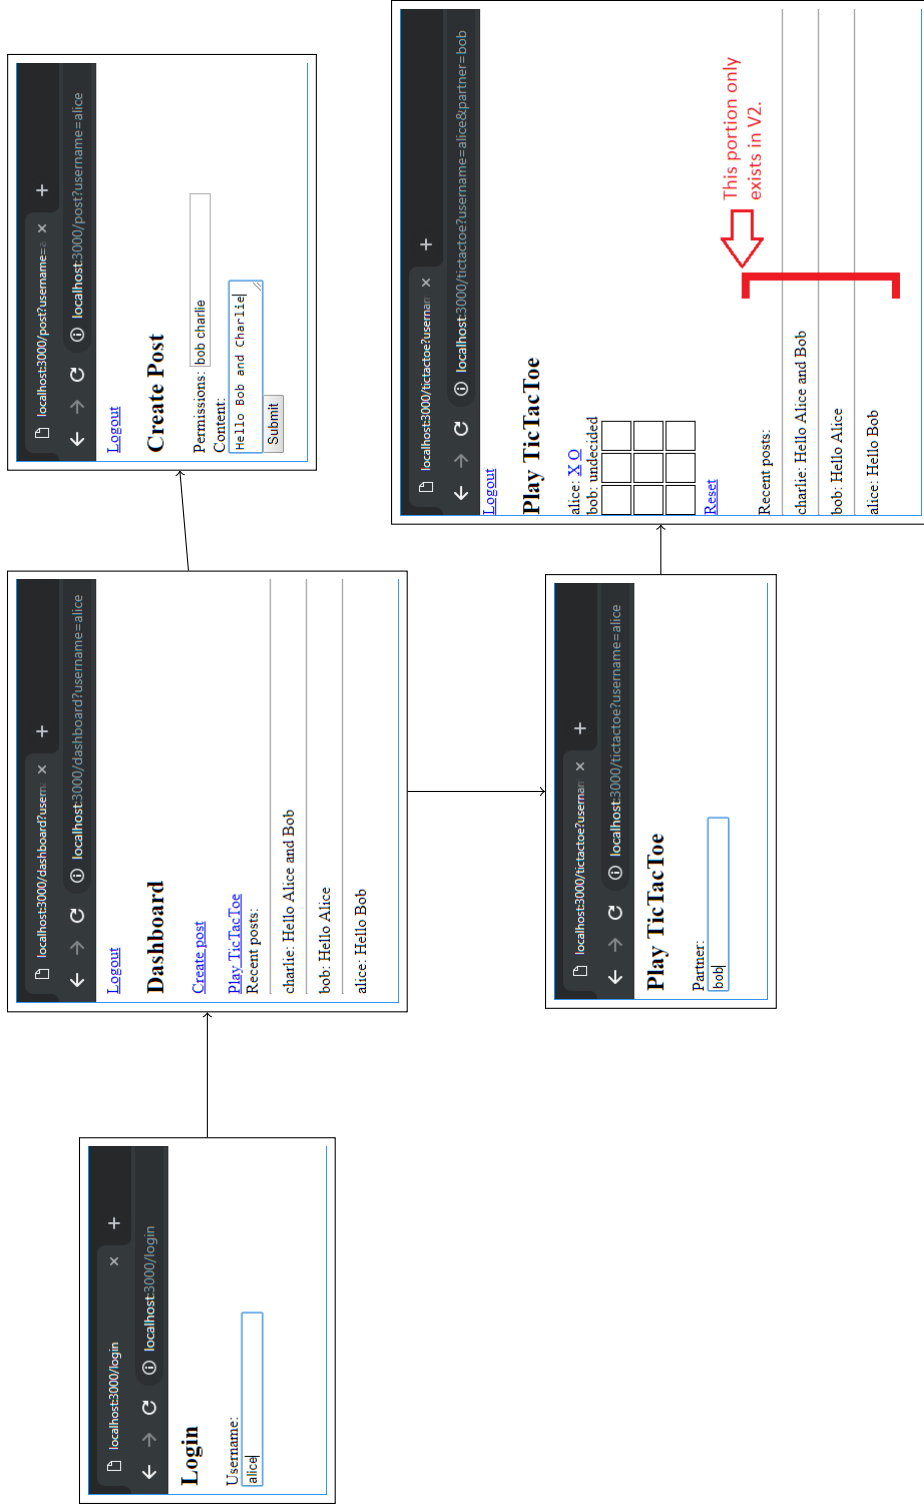 localhost:3000/login
localhost:3000/login
Login
Username:
alice
localhost:3000/dashboard?usern
localhost:3000/dashboard?username=alice
Logout
Dashboard
Create post
Play TicTacToe
Recent posts:
charlie: Hello Alice and Bob
bob: Hello Alice
alice: Hello Bob
localhost:3000/post?username=a
localhost:3000/post?username=alice
Logout
Create Post
Permissions: bob charlie
Content:
Hello Bob and Charlie
Submit
localhost:3000/tictactoe?usernan
localhost:3000/tictactoe?username=alice
Play TicTacToe
Partner:
bob
localhost:3000/tictactoe?usernan
localhost:3000/tictactoe?username=alice&partner=bob
Logout
Play TicTacToe
alice: X O
bob: undecided
Reset
This portion only
exists in V2.
Recent posts:
charlie: Hello Alice and Bob
bob: Hello Alice
alice: Hello Bob